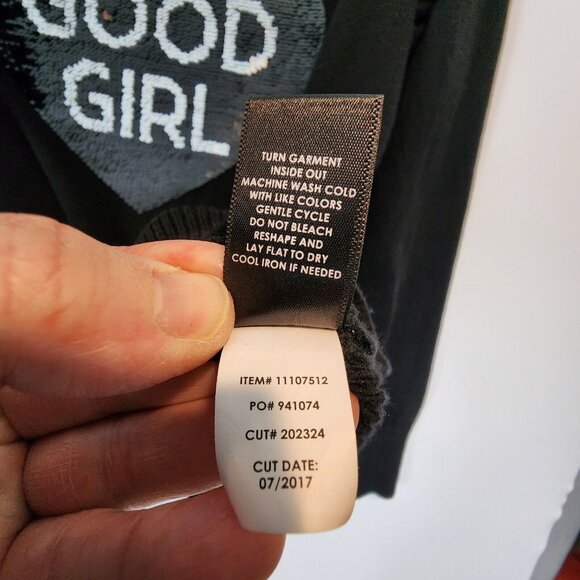 GOOD
GIRL
TURN GARMENT
INSIDE OUT
MACHINE WASH COLD
WITH LIKE COLORS
GENTLE CYCLE
DO NOT BLEACH
RESHAPE AND
LAY FLAT TO DRY
COOL IRON IF NEEDED
ITEM# 11107512
PO# 941074
CUT# 202324
CUT DATE:
07/2017